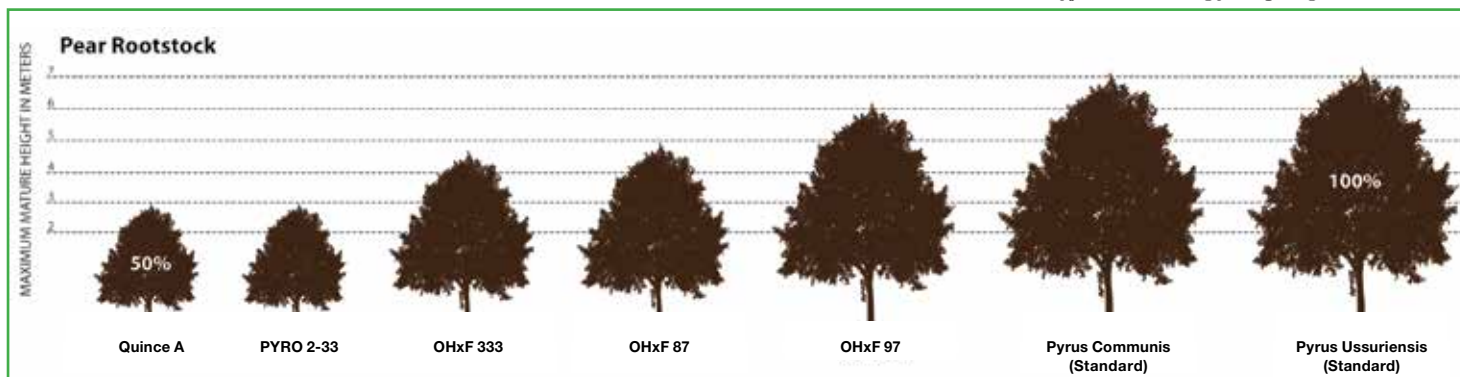 Pear Rootstock
MAXIMUM MATURE HEIGHT IN METERS
7
6
5
4
3
2
50%
100%
Quince A
PYRO 2-33
OHxF 333
OHxF 87
OHxF 97
Pyrus Communis
(Standard)
Pyrus Ussuriensis
(Standard)